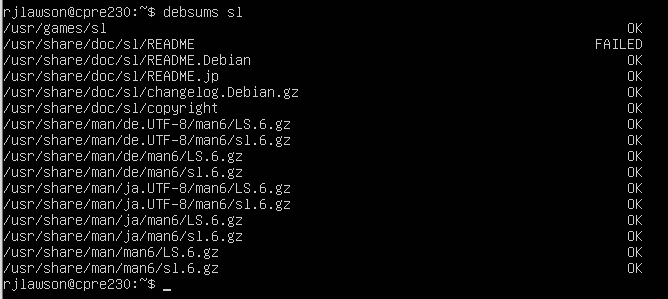 rjlawson@cpre230:~$ debsums sl
/usr/games/sl OK
/usr/share/doc/sl/README FAILED
/usr/share/doc/sl/README.Debian OK
/usr/share/doc/sl/README.jp OK
/usr/share/doc/sl/changelog.Debian.gz OK
/usr/share/doc/sl/copyright OK
/usr/share/man/de.UTF-8/man6/LS.6.gz OK
/usr/share/man/de.UTF-8/man6/sl.6.gz OK
/usr/share/man/de/man6/LS.6.gz OK
/usr/share/man/de/man6/sl.6.gz OK
/usr/share/man/ja.UTF-8/man6/LS.6.gz OK
/usr/share/man/ja.UTF-8/man6/sl.6.gz OK
/usr/share/man/ja/man6/LS.6.gz OK
/usr/share/man/ja/man6/sl.6.gz OK
/usr/share/man/man6/LS.6.gz OK
/usr/share/man/man6/sl.6.gz OK
rjlawson@cpre230:~$ _